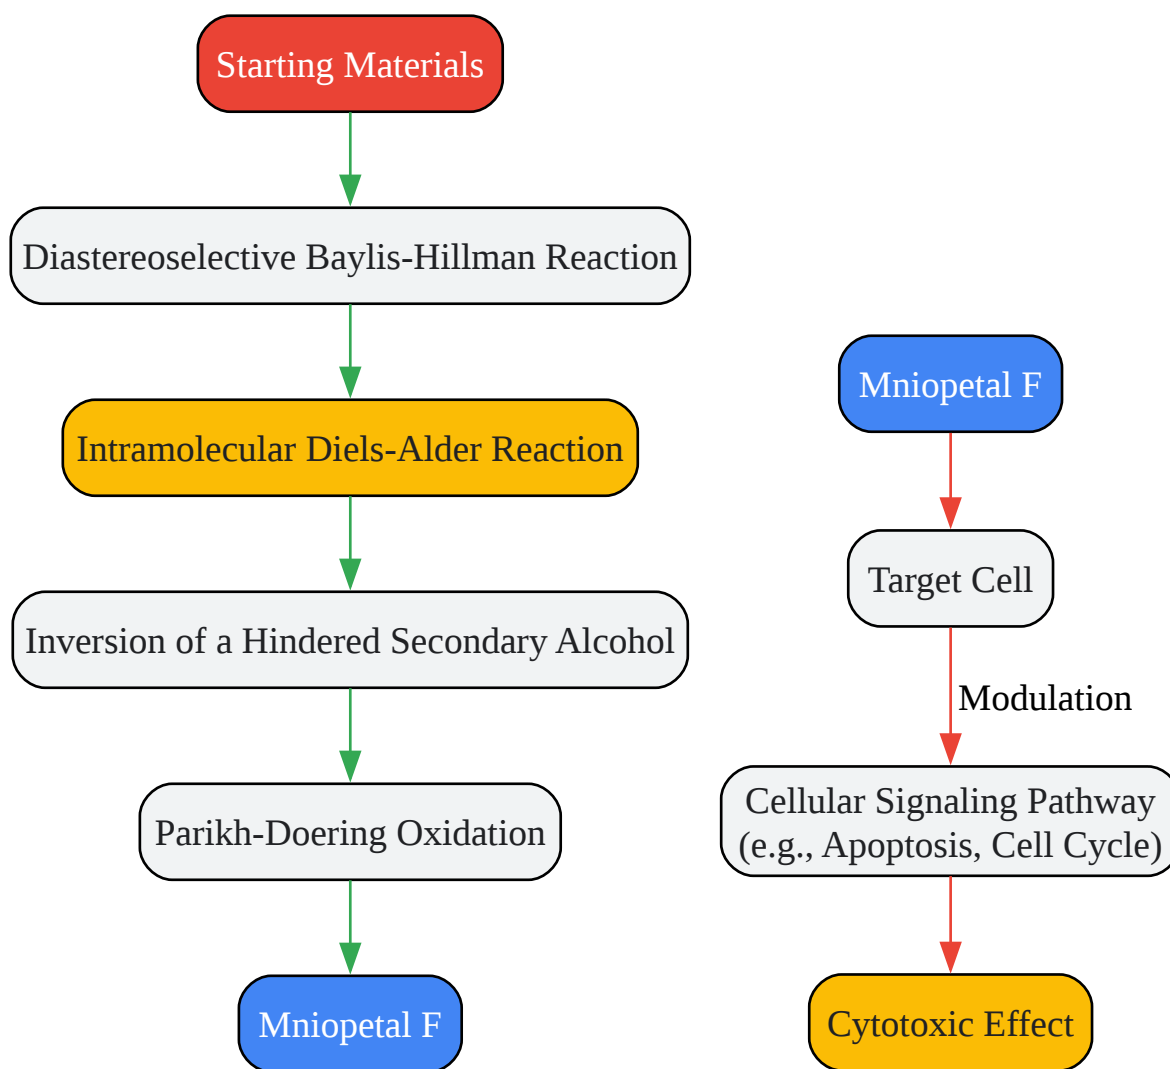 Starting Materials
Diastereoselective Baylis-Hillman Reaction
Intramolecular Diels-Alder Reaction
Inversion of a Hindered Secondary Alcohol
Parikh-Doering Oxidation
Mniopetal F
Mniopetal F
Target Cell
Modulation
Cellular Signaling Pathway
(e.g., Apoptosis, Cell Cycle)
Cytotoxic Effect